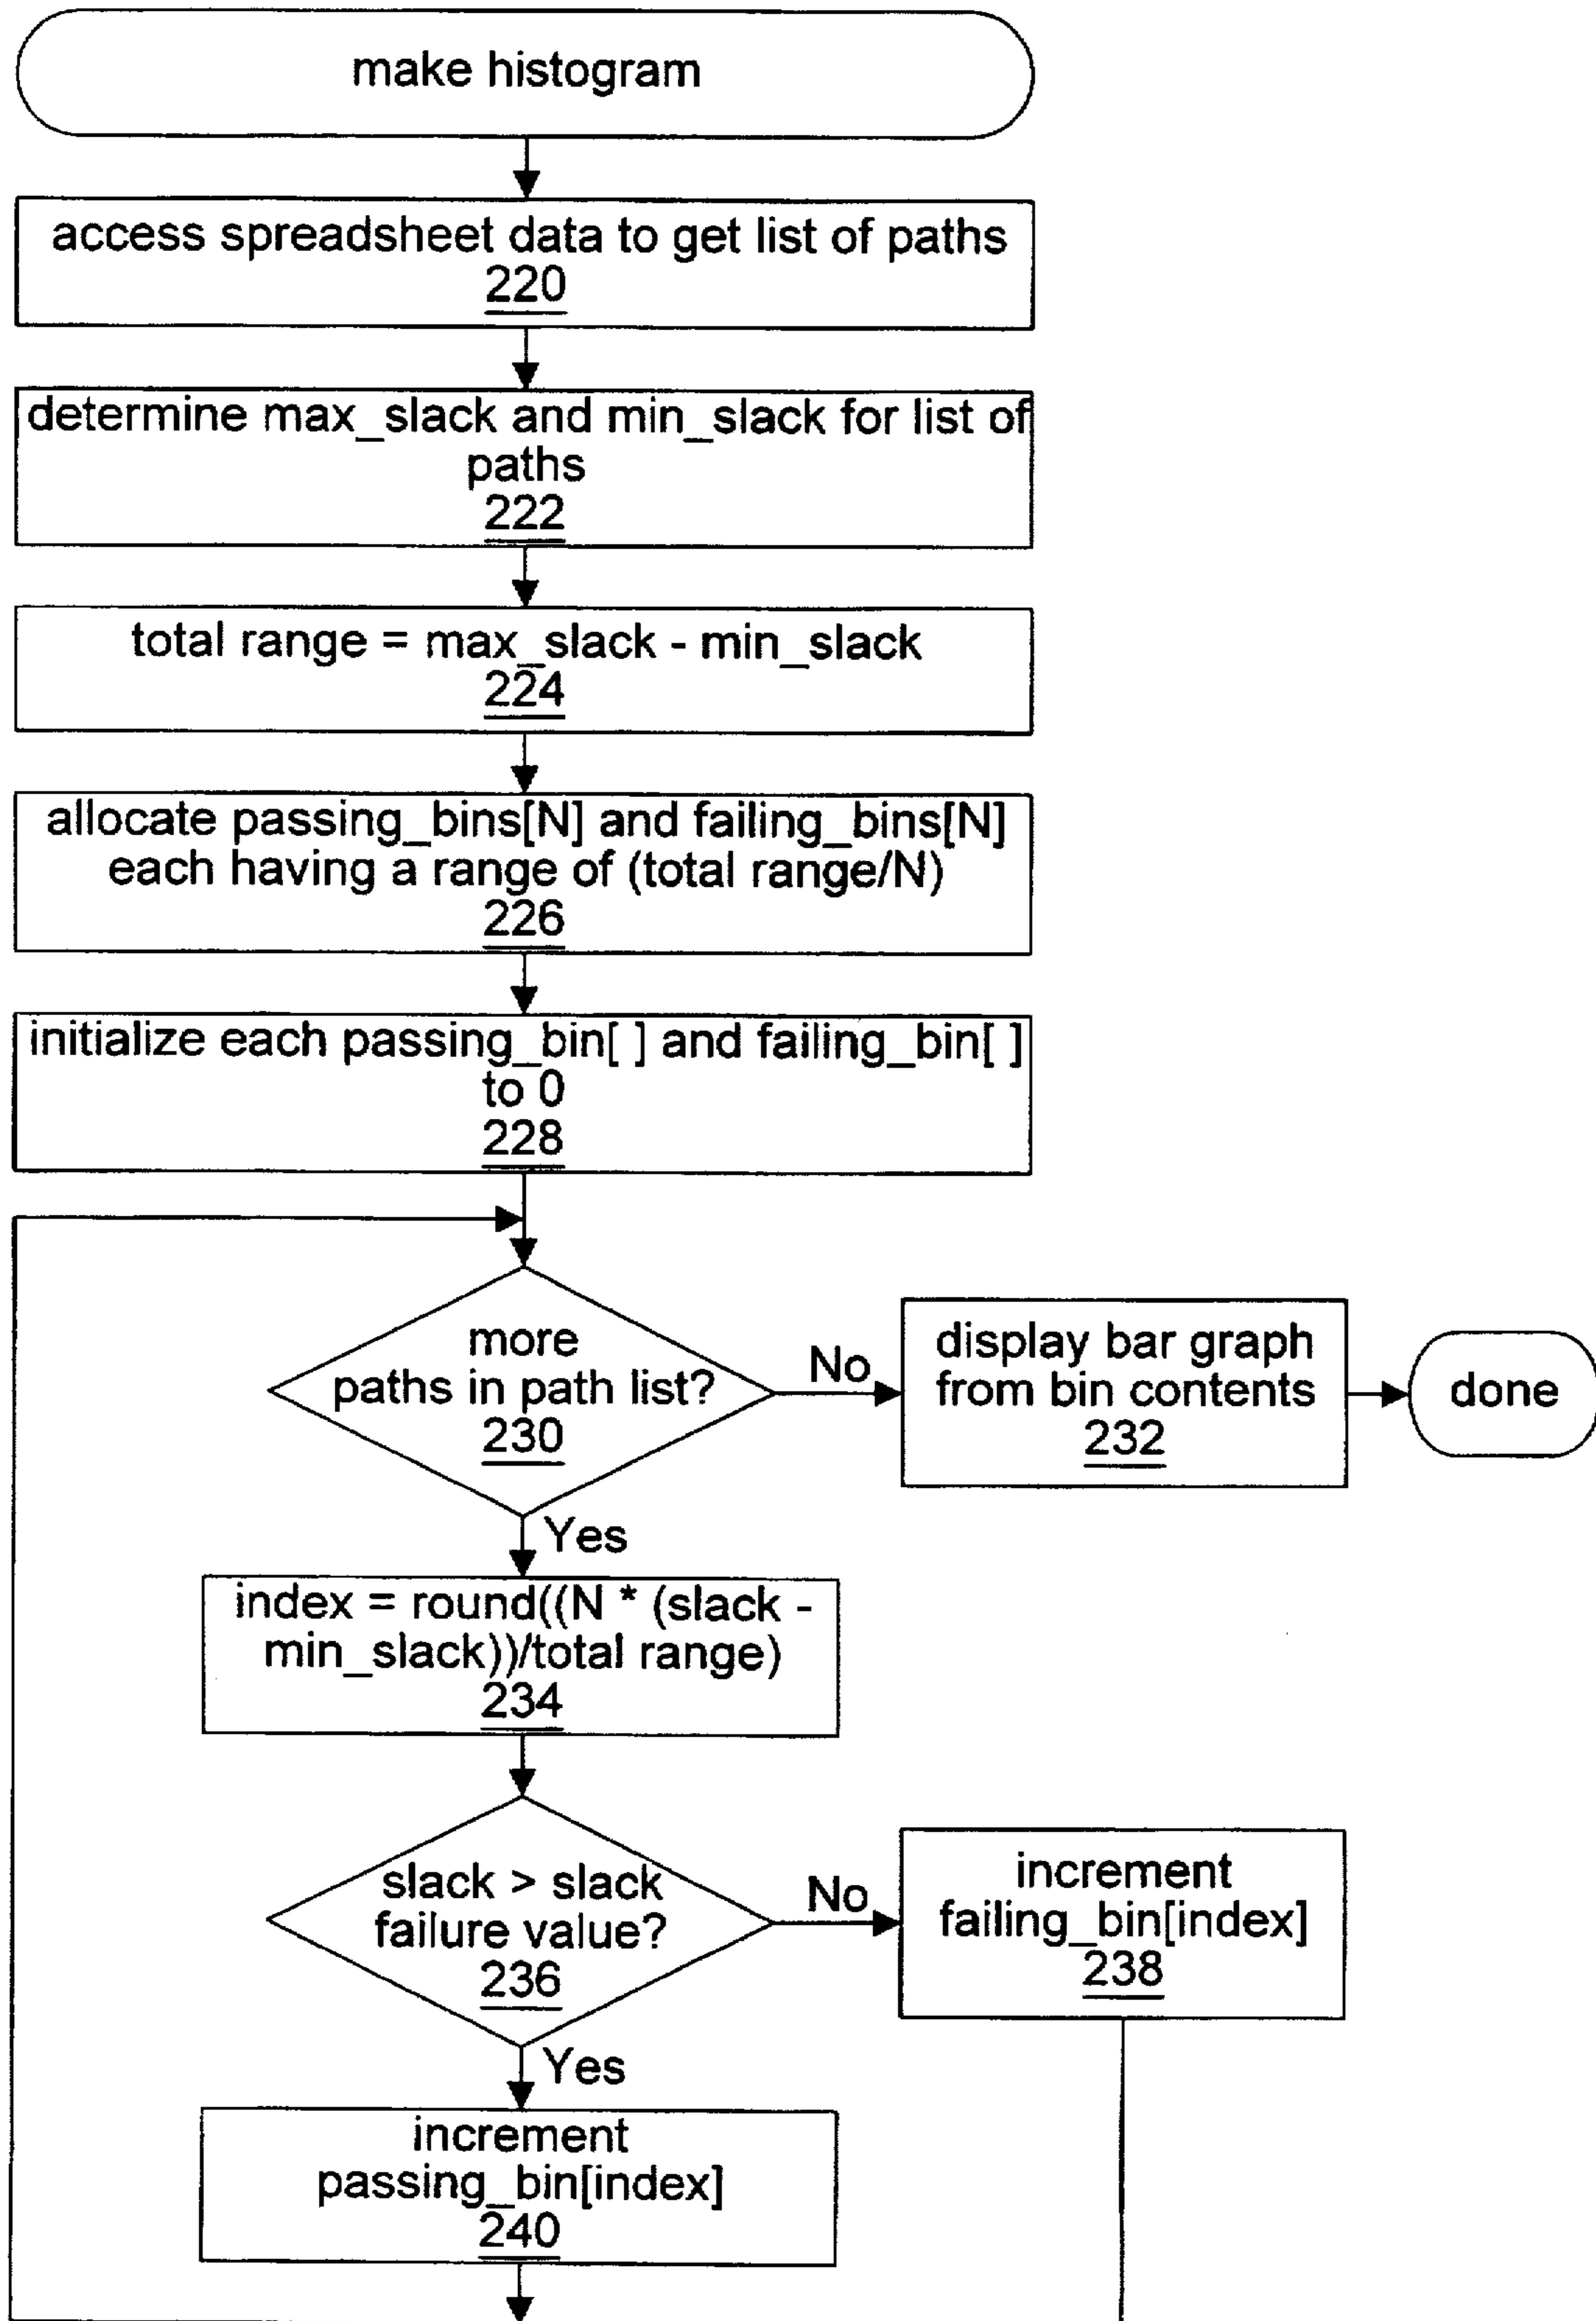 make histogram
access spreadsheet data to get list of paths
220
determine max_slack and min_slack for list of
paths
222
total range = max_slack - min_slack
224
allocate passing_bins[N] and failing_bins[N]
each having a range of (total range/N)
226
initialize each passing_bin[ ] and failing_bin[ ]
to 0
228
more
paths in path list?
230
No
display bar graph
from bin contents
232
done
Yes
index = round((N * (slack -
min_slack))/total range)
234
slack > slack
failure value?
236
No
increment
failing_bin[index]
238
Yes
increment
passing_bin[index]
240